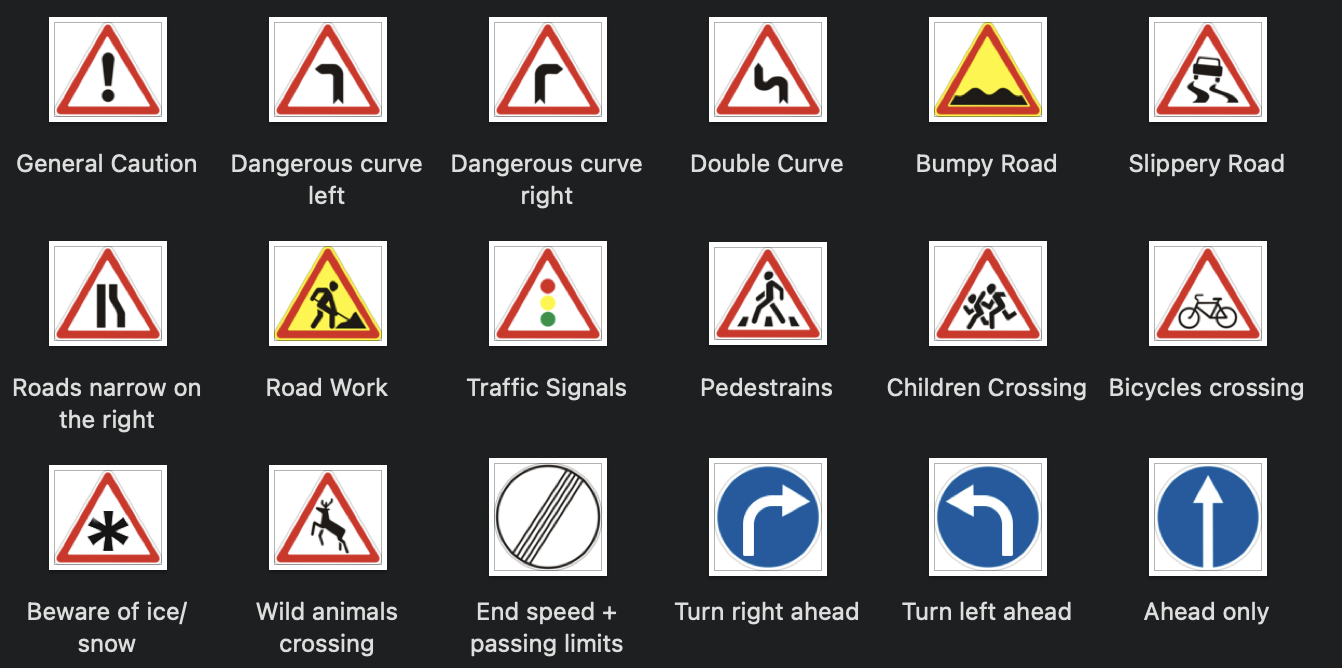 General Caution
Dangerous curve
left
Dangerous curve
right
Double Curve
Bumpy Road
Slippery Road
Roads narrow on
the right
Road Work
Traffic Signals
Pedestrains
Children Crossing
Bicycles crossing
Beware of ice/
snow
Wild animals
crossing
End speed +
passing limits
Turn right ahead
Turn left ahead
Ahead only